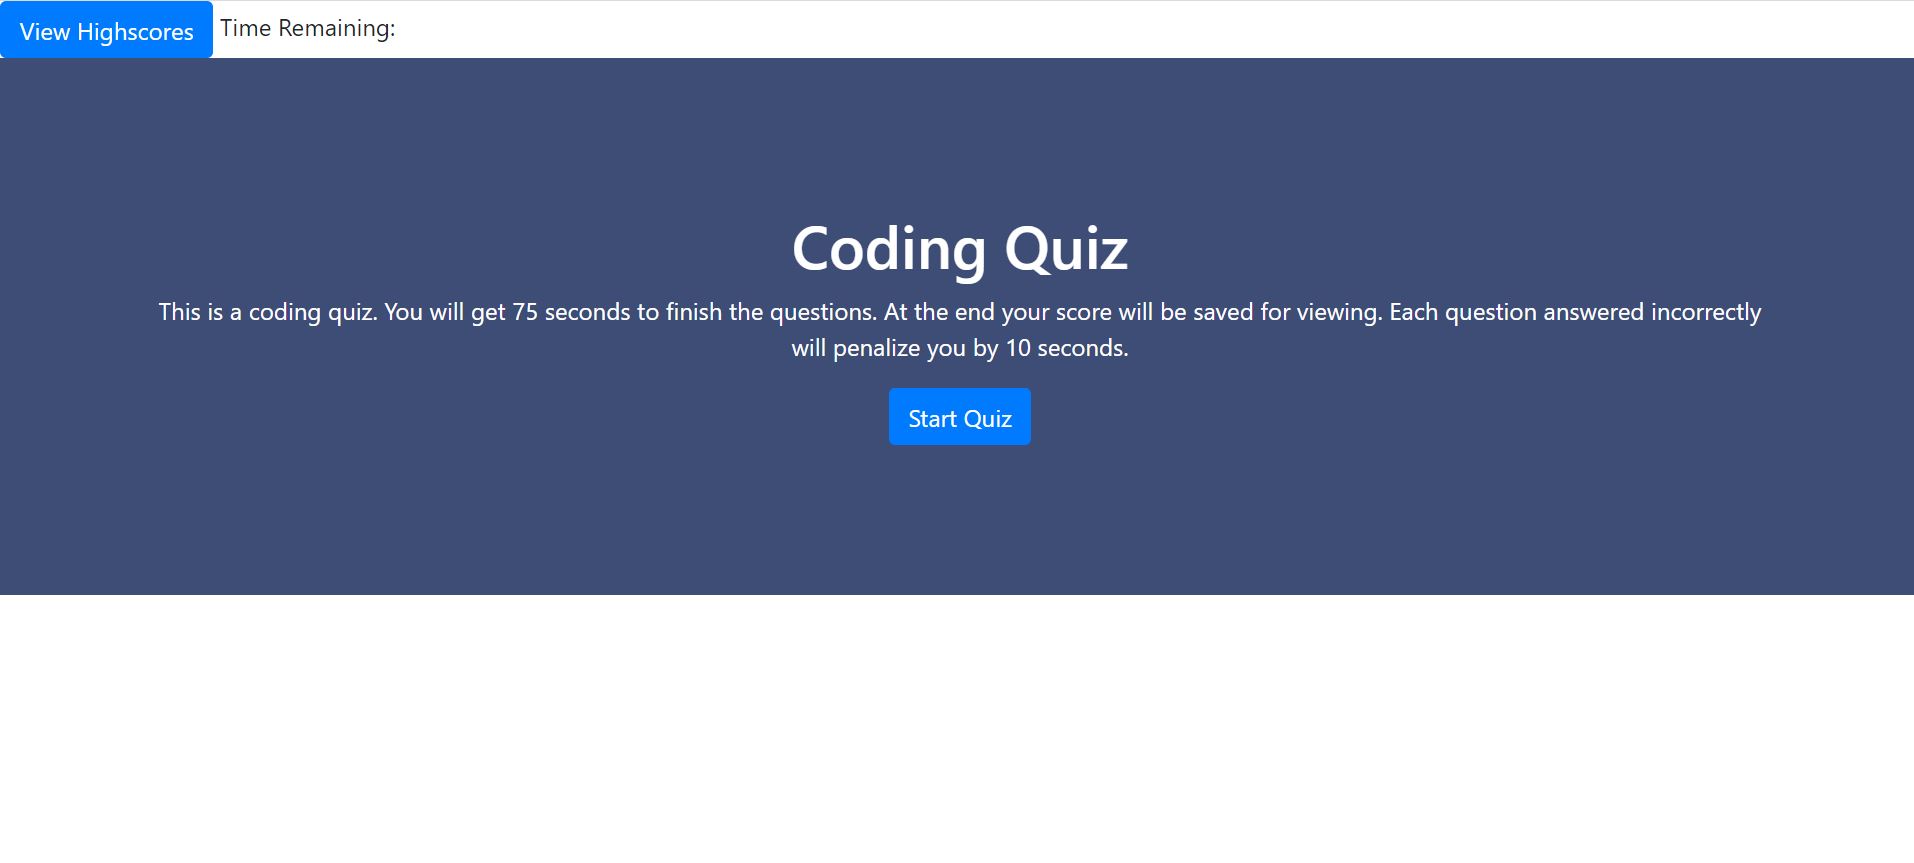 View Highscores Time Remaining:
Coding Quiz
This is a coding quiz. You will get 75 seconds to finish the questions. At the end your score will be saved for viewing. Each question answered incorrectly
will penalize you by 10 seconds.
Start Quiz